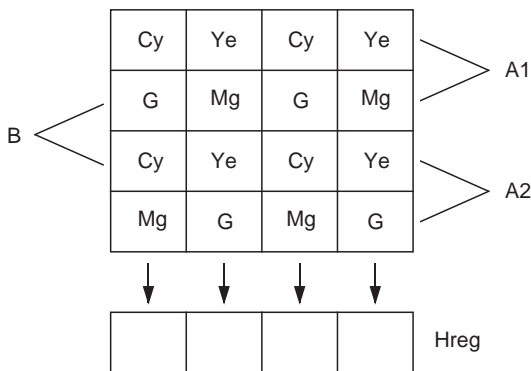 Cy Ye Cy Ye
A1
G Mg G Mg
B
Cy Ye Cy Ye
A2
Mg G Mg G
Hreg